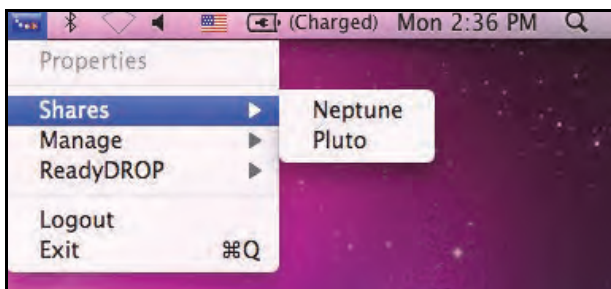 (Charged) Mon 2:36 PM
Properties
Shares
Neptune
Manage
Pluto
ReadyDROP
Logout
Exit ⌘Q